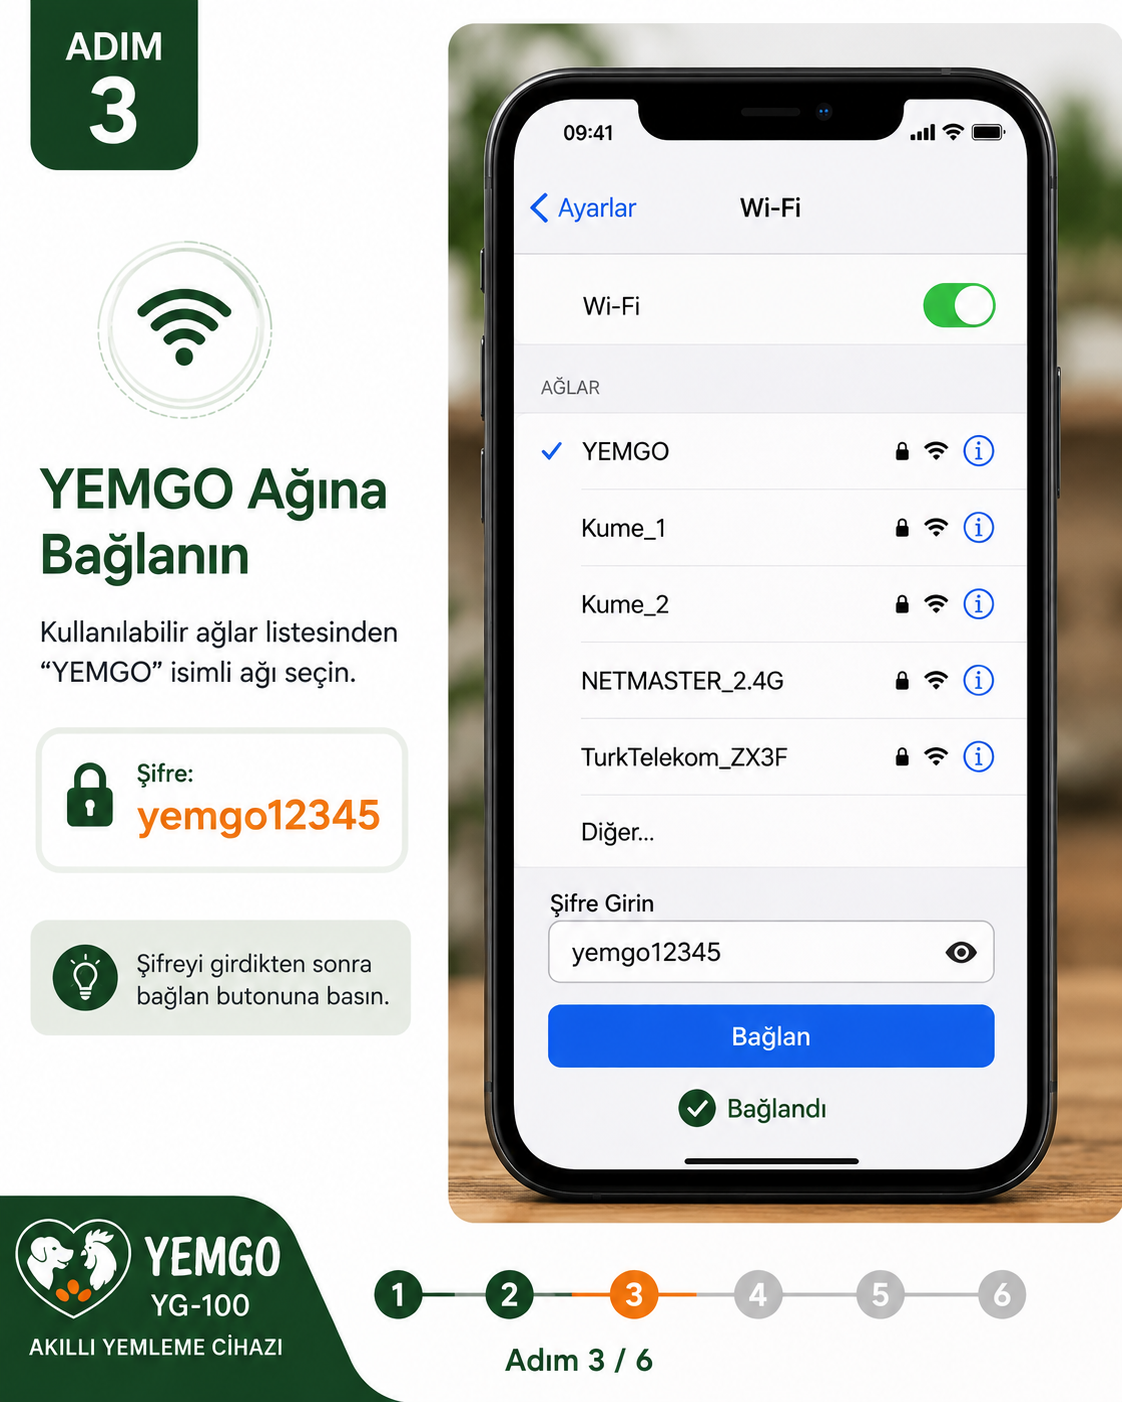 ADIM
3
YEMGO Ağına
Bağlanın
Kullanılabilir ağlar listesinden
“YEMGO” isimli ağı seçin.
Şifre:
yemgo12345
Şifreyi girdikten sonra
bağlan butonuna basın.
09:41
Ayarlar
Wi-Fi
Wi-Fi
AĞLAR
YEMGO
Kume_1
Kume_2
NETMASTER_2.4G
TurkTelekom_ZX3F
Diğer...
Şifre Girin
yemgo12345
Bağlan
Bağlandı
YEMGO
YG-100
AKILLI YEMLEME CİHAZI
1 2 3 4 5 6
Adım 3 / 6